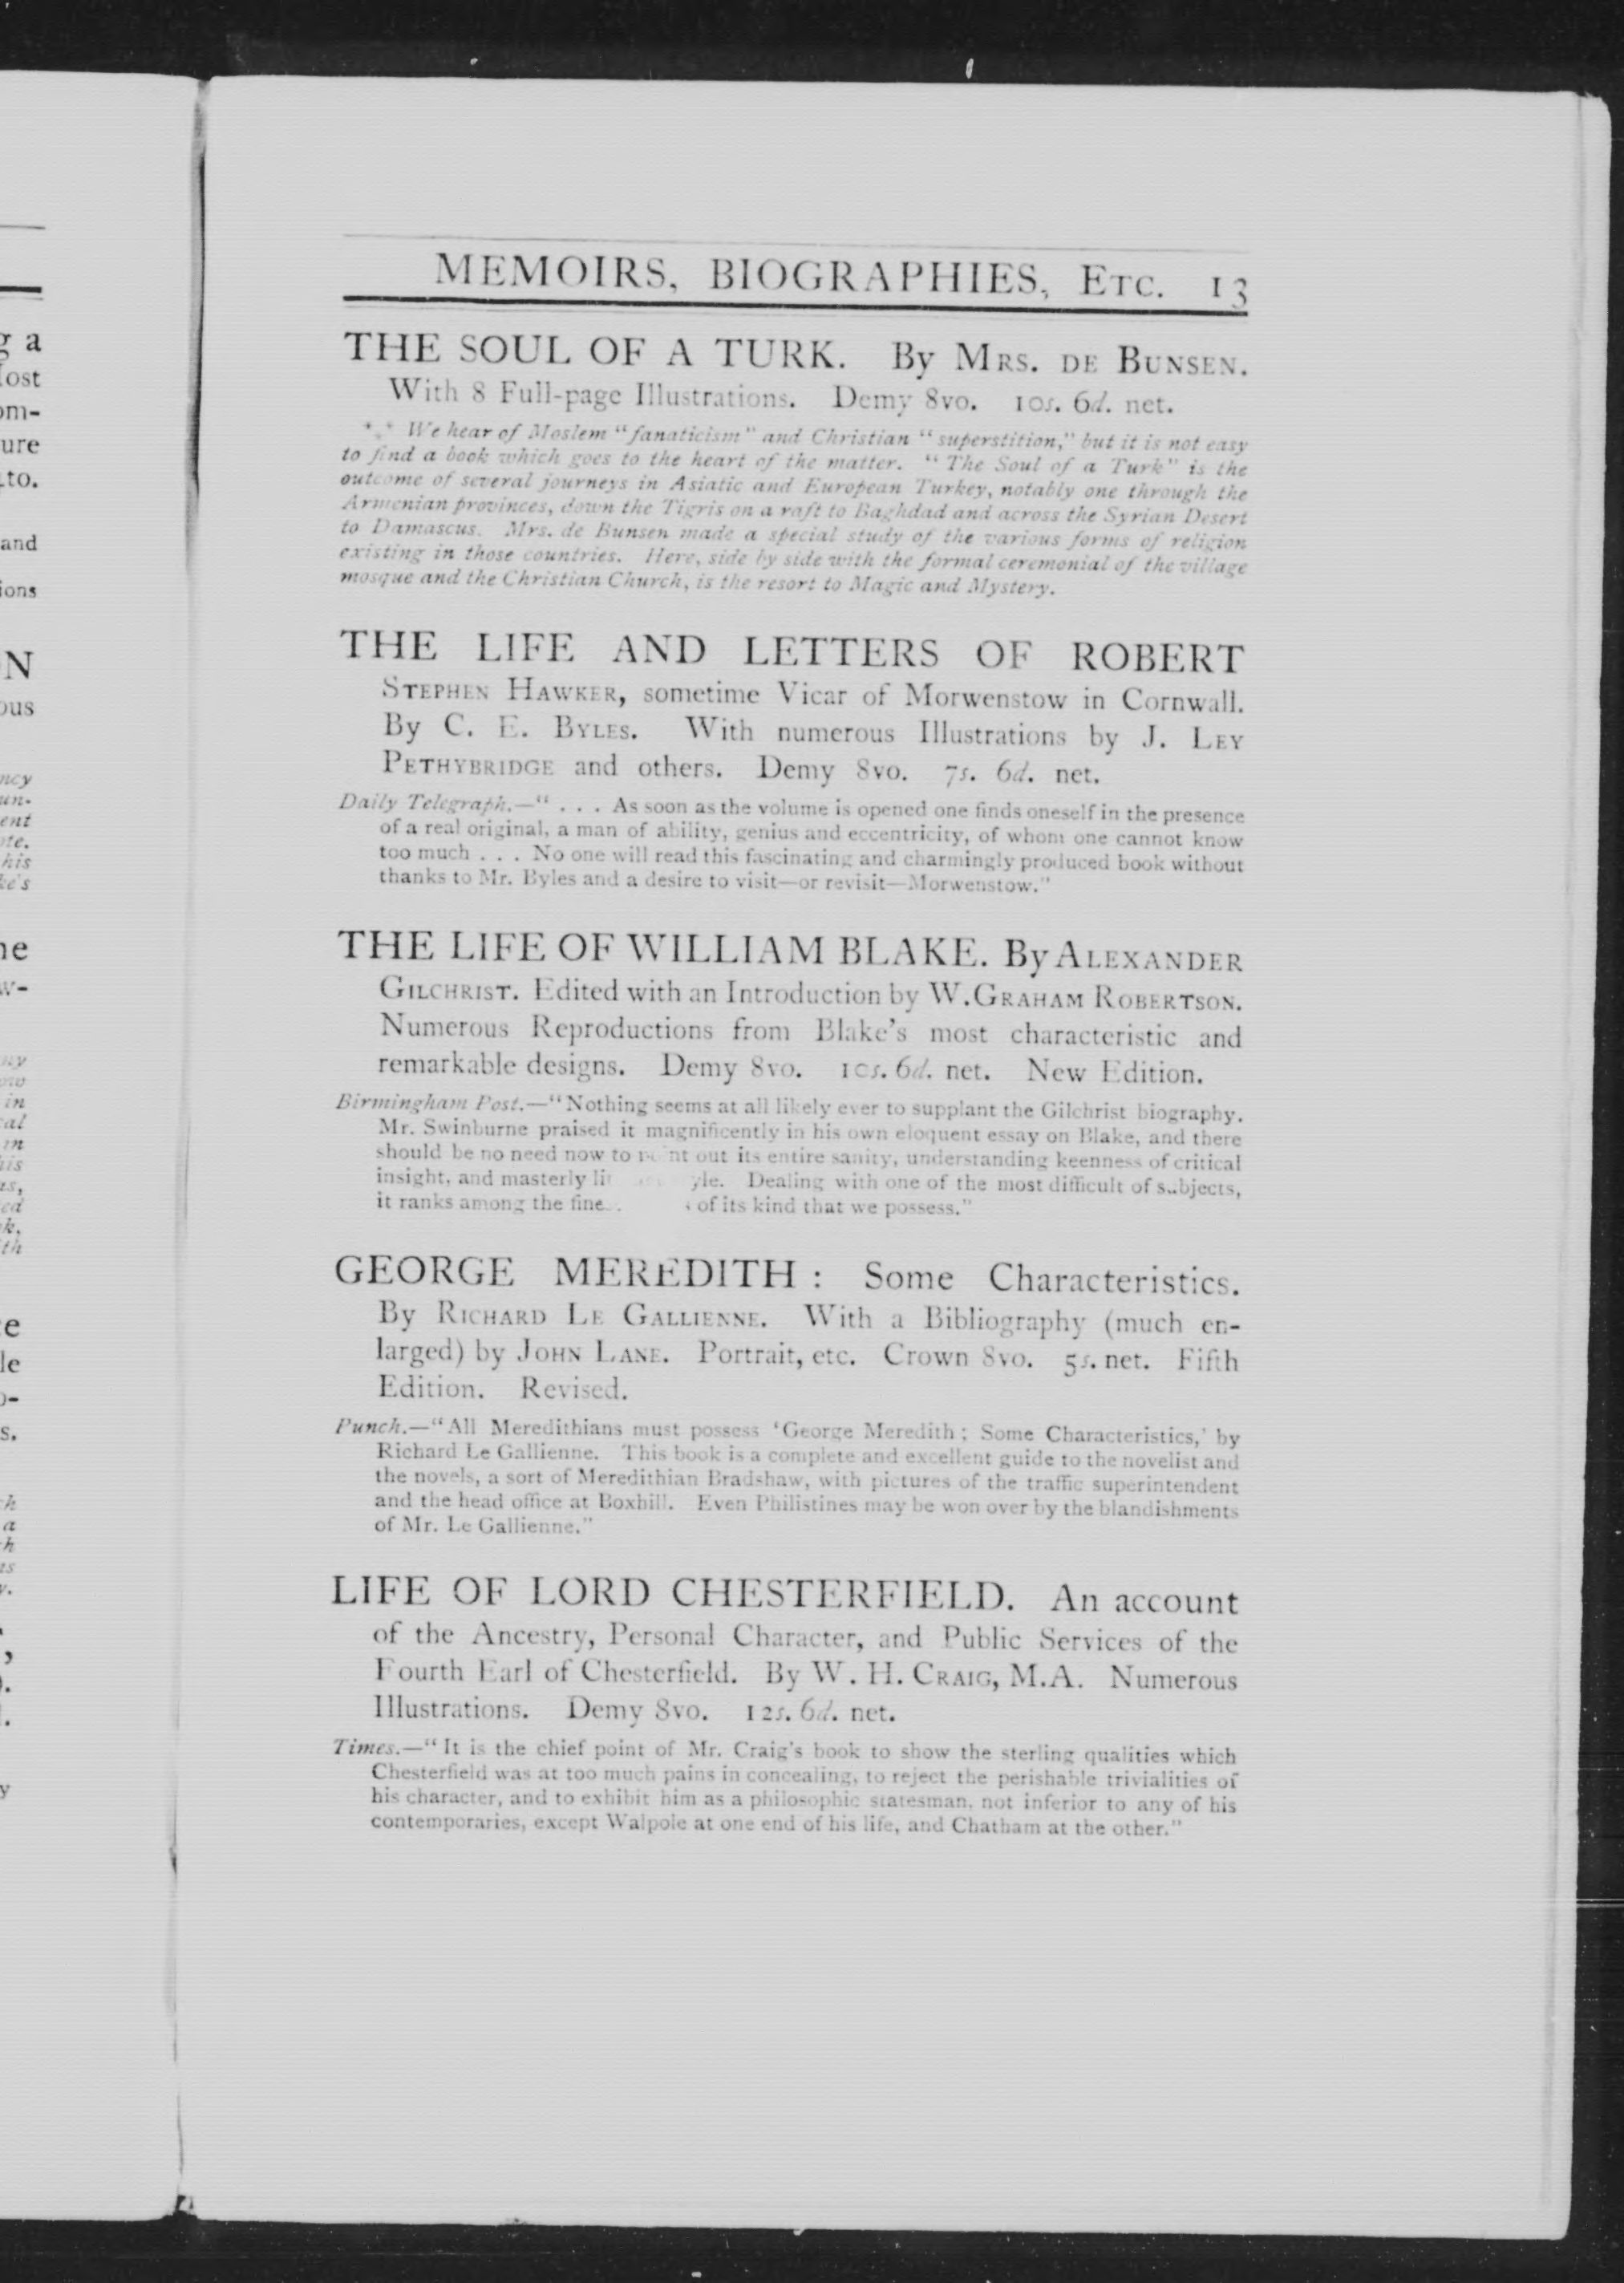 MEMOIRS, BIOGRAPHIES, ETC. 13
THE SOUL OF A TURK. By MRS. DE BUNSEN.
With 8 Full-page Illustrations. Demy 8vo. 10s. 6d. net.
*⁎* We hear of Moslem "fanaticism" and Christian "superstition," but it is not easy
to find a book which goes to the heart of the matter. "The Soul of a Turk" is the
outcome of several journeys in Asiatic and European Turkey, notably one through the
Armenian provinces, down the Tigris on a raft to Baghdad and across the Syrian Desert
to Damascus. Mrs. de Bunsen made a special study of the various forms of religion
existing in those countries. Here, side by side with the formal ceremonial of the village
mosque and the Christian Church, is the resort to Magic and Mystery.
THE LIFE AND LETTERS OF ROBERT
STEPHEN HAWKER, sometime Vicar of Morwenstow in Cornwall.
By C. E. BYLES. With numerous Illustrations by J. LEY
PETHYBRIDGE and others. Demy 8vo. 7s. 6d. net.
Daily Telegraph.—" . . . As soon as the volume is opened one finds oneself in the presence
of a real original, a man of ability, genius and eccentricity, of whom one cannot know
too much . . . No one will read this fascinating and charmingly produced book without
thanks to Mr. Byles and a desire to visit—or revisit—Morwenstow."
THE LIFE OF WILLIAM BLAKE. By ALEXANDER
GILCHRIST. Edited with an Introduction by W. GRAHAM ROBERTSON.
Numerous Reproductions from Blake's most characteristic and
remarkable designs. Demy 8vo. 10s. 6d. net. New Edition.
Birmingham Post.—"Nothing seems at all likely ever to supplant the Gilchrist biography.
Mr. Swinburne praised it magnificently in his own eloquent essay on Blake, and there
should be no need now to point out its entire sanity, understanding keenness of critical
insight, and masterly Dealing with one of the most difficult of subjects,
it ranks among the of its kind that we possess."
GEORGE MEREDITH : Some Characteristics.
By RICHARD LE GALLIENNE. With a Bibliography (much en-
larged) by JOHN LANE. Portrait, etc. Crown 8vo. 5s. net. Fifth
Edition. Revised.
Punch.—"All Meredithians must possess 'George Meredith ; Some Characteristics,' by
Richard Le Gallienne. This book is a complete and excellent guide to the novelist and
the novels, a sort of Meredithian Bradshaw, with pictures of the traffic superintendent
and the head office at Boxhill. Even Philistines may be won over by the blandishments
of Mr. Le Gallienne."
LIFE OF LORD CHESTERFIELD. An account
of the Ancestry, Personal Character, and Public Services of the
Fourth Earl of Chesterfield. By W. H. CRAIG, M.A. Numerous
Illustrations. Demy 8vo. 12s. 6d. net.
Times.—"It is the chief point of Mr. Craig's book to show the sterling qualities which
Chesterfield was at too much pains in concealing, to reject the perishable trivialities of
his character, and to exhibit him as a philosophic statesman, not inferior to any of his
contemporaries, except Walpole at one end of his life, and Chatham at the other."